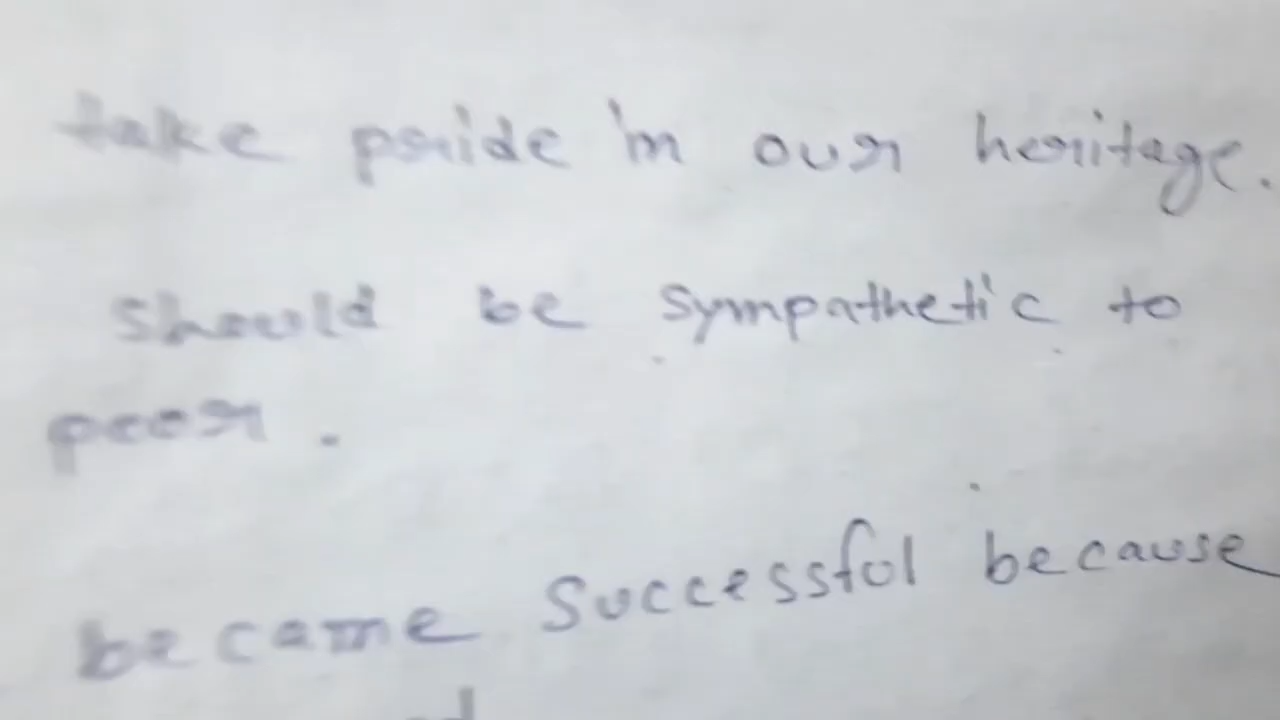 take pride in our heritage.
should be sympathetic to
poor.
became successful because